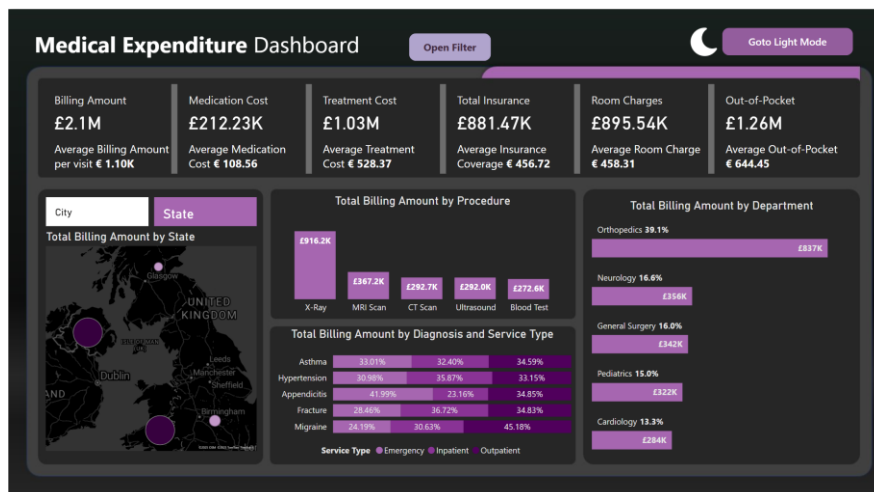 Medical Expenditure Dashboard
Open Filter
Goto Light Mode
Billing Amount
£2.1M
Average Billing Amount
per visit € 1.10K
Medication Cost
£212.23K
Average Medication
Cost € 108.56
Treatment Cost
£1.03M
Average Treatment
Cost € 528.37
Total Insurance
£881.47K
Average Insurance
Coverage € 456.72
Room Charges
£895.54K
Average Room Charge
€ 458.31
Out-of-Pocket
£1.26M
Average Out-of-Pocket
€ 644.45
City
State
Total Billing Amount by State
Glasgow
UNITED
KINGDOM
ISLE OF MAN
Leeds
Manchester
Dublin
Sheffield
AND
Birmingham
Total Billing Amount by Procedure
£916.2K
£367.2K
£292.7K
£292.0K
£272.6K
X-Ray
MRI Scan
CT Scan
Ultrasound
Blood Test
Total Billing Amount by Diagnosis and Service Type
Asthma 33.01% 32.40% 34.59%
Hypertension 30.98% 35.87% 33.15%
Appendicitis 41.99% 23.16% 34.85%
Fracture 28.46% 36.72% 34.83%
Migraine 24.19% 30.63% 45.18%
Service Type Emergency Inpatient Outpatient
Total Billing Amount by Department
Orthopedics 39.1%
£837K
Neurology 16.6%
£356K
General Surgery 16.0%
£342K
Pediatrics 15.0%
£322K
Cardiology 13.3%
£284K